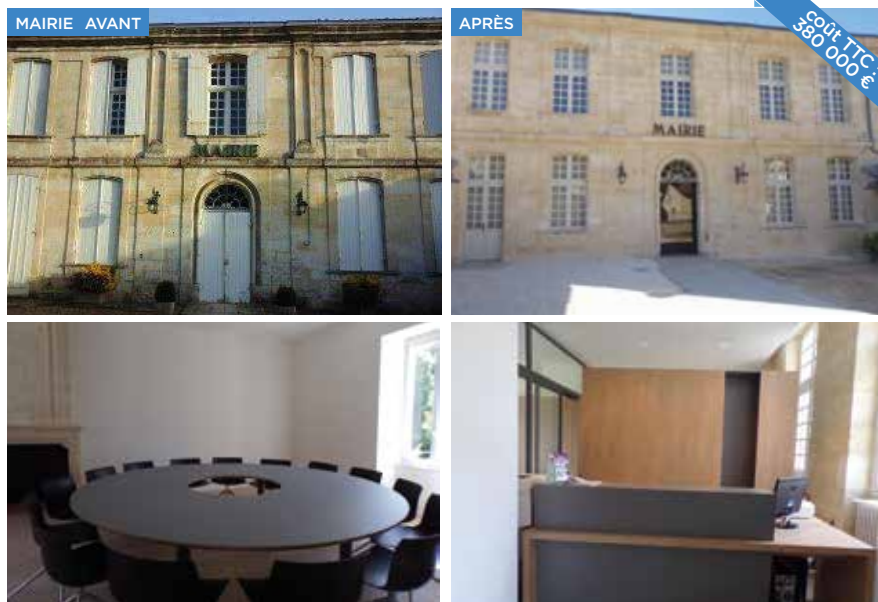 MAIRIE AVANT
APRÈS
coût TTC :
380 000 €
MAIRIE
MAIRIE